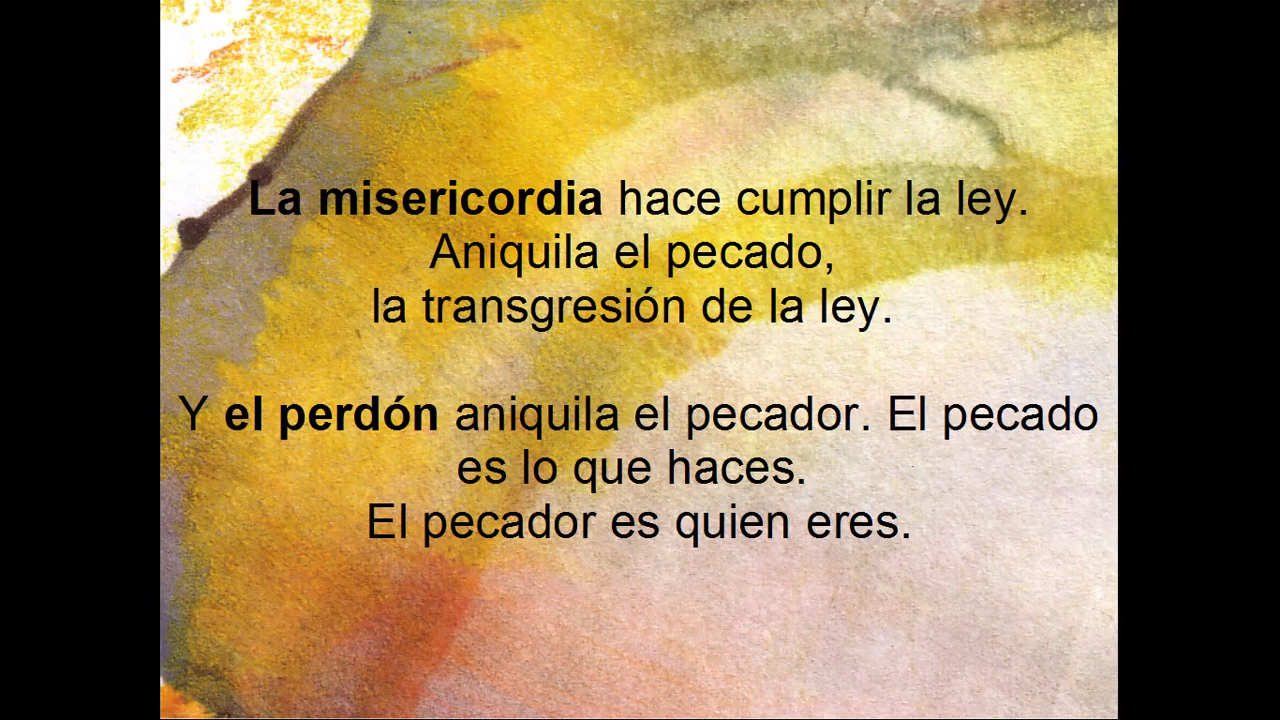 La misericordia hace cumplir la ley.
Aniquila el pecado,
la transgresión de la ley.
Y el perdón aniquila el pecador. El pecado
es lo que haces.
El pecador es quien eres.